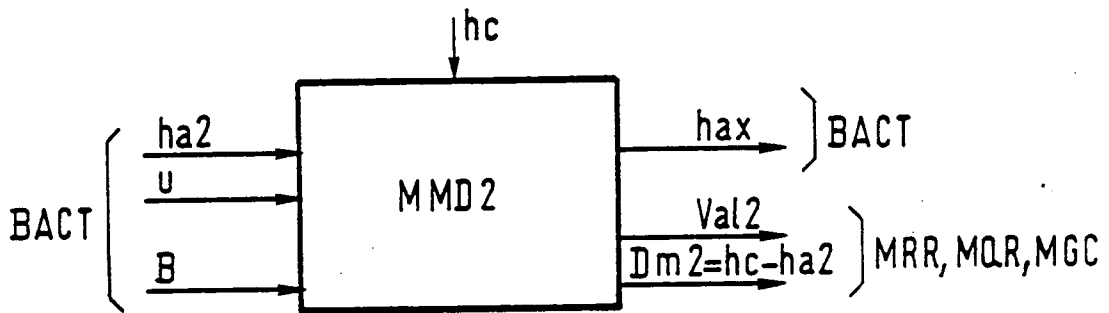 hc
ha2
hax
BACT
U
MMD2
BACT
Val2
B
Dm2=hc-ha2
MRR, MQR, MGC